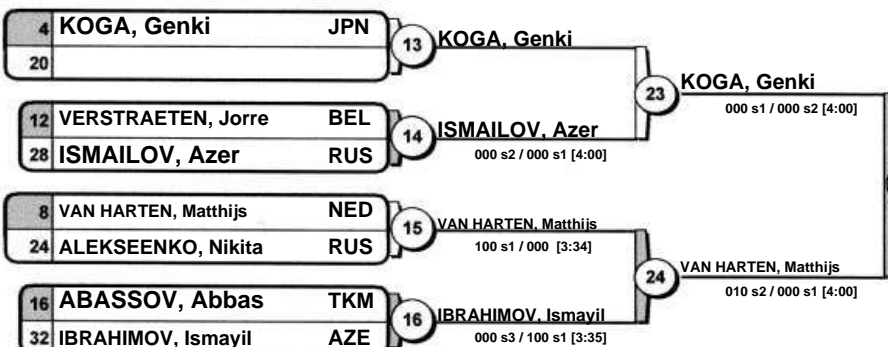 4 KOGA, Genki JPN
20
13 KOGA, Genki
12 VERSTRAETEN, Jorre BEL
28 ISMAILOV, Azer RUS
14 ISMAILOV, Azer
000 s2 / 000 s1 [4:00]
23 KOGA, Genki
000 s1 / 000 s2 [4:00]
8 VAN HARTEN, Matthijs NED
24 ALEKSEENKO, Nikita RUS
15 VAN HARTEN, Matthijs
100 s1 / 000 [3:34]
16 ABASSOV, Abbas TKM
32 IBRAHIMOV, Ismayil AZE
16 IBRAHIMOV, Ismayil
000 s3 / 100 s1 [3:35]
24 VAN HARTEN, Matthijs
010 s2 / 000 s1 [4:00]